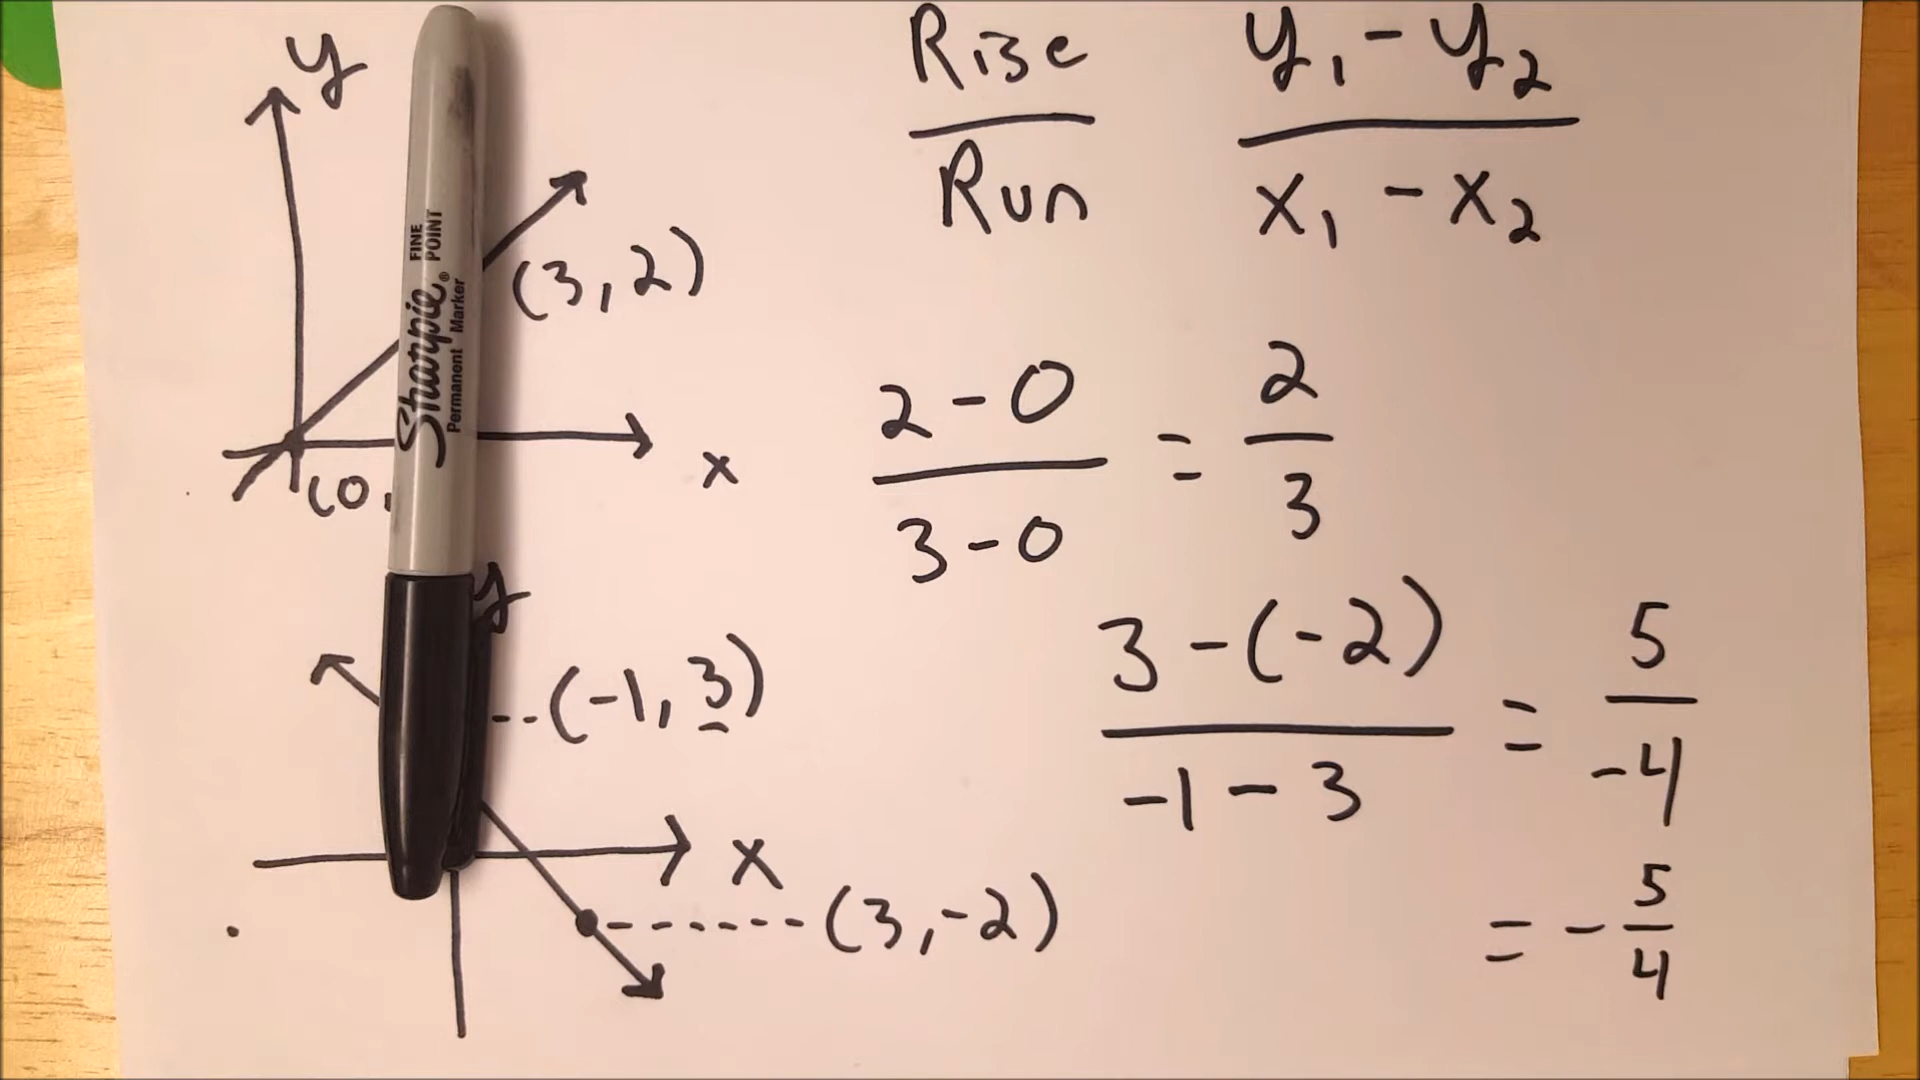 y
(3,2)
(0,
x
Sharpie®
FINE
POINT
Permanent Marker
y
(-1, 3)
x
(3,-2)
Rise
Run
y₁ - y₂
x₁ - x₂
2 - 0
3 - 0
=
2
3
3 - (-2)
-1 - 3
=
5
-4
= -
5
4